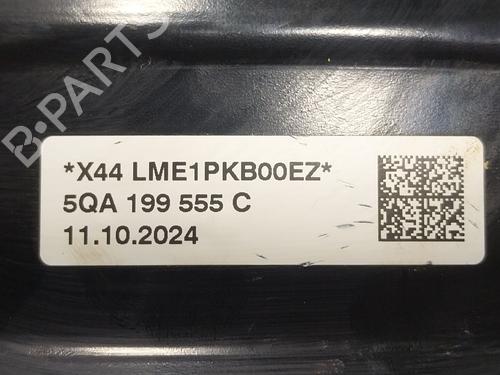 B-PARTS
*X44 LME1PKB00EZ*
5QA 199 555 C
11.10.2024